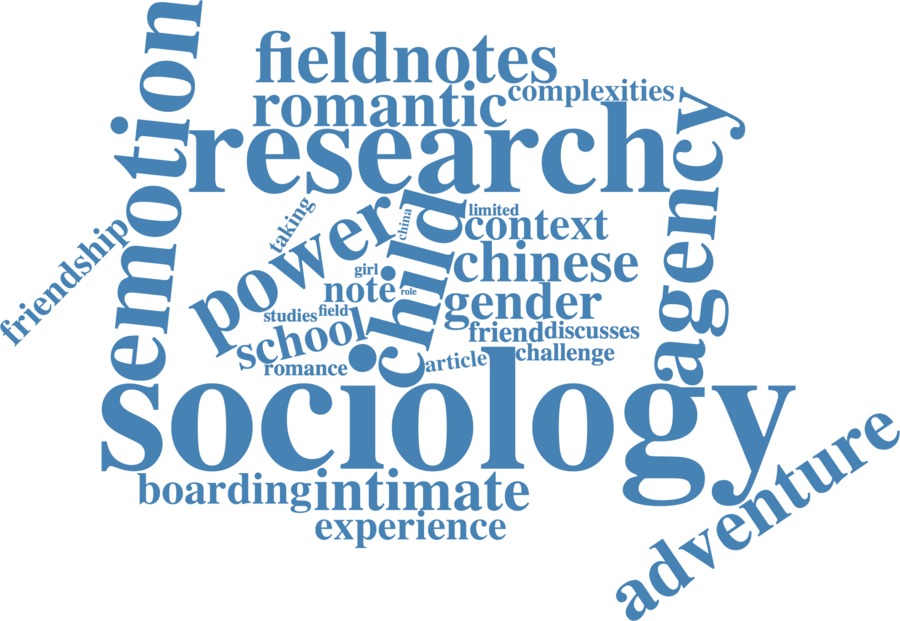 emotion
fieldnotes
complexities
romantic
research
agency
friendship
taking
power
china
child
limited
context
chinese
girl
note
role
gender
studies
field
school
friend
discusses
romance
article
challenge
sociology
boarding
intimate
experience
adventure